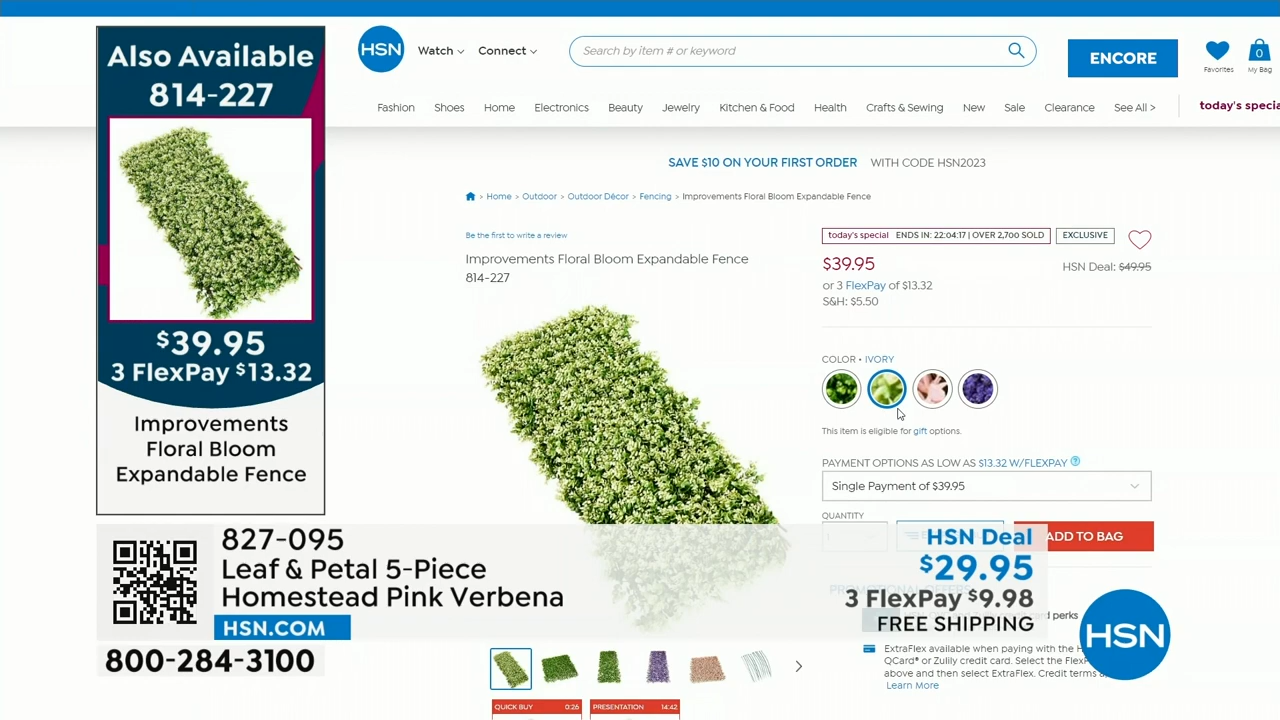 Also Available
814-227
$39.95
3 FlexPay $13.32
Improvements
Floral Bloom
Expandable Fence
HSN
Watch
Connect
Search by item # or keyword
ENCORE
Favorites
0
My Bag
Fashion
Shoes
Home
Electronics
Beauty
Jewelry
Kitchen & Food
Health
Crafts & Sewing
New
Sale
Clearance
See All >
today's specia
SAVE $10 ON YOUR FIRST ORDER WITH CODE HSN2023
> Home > Outdoor > Outdoor Décor > Fencing > Improvements Floral Bloom Expandable Fence
Be the first to write a review
Improvements Floral Bloom Expandable Fence
814-227
today's special ENDS IN: 22:04:17 | OVER 2,700 SOLD
EXCLUSIVE
$39.95
HSN Deal: $49.95
or 3 FlexPay of $13.32
S&H: $5.50
COLOR • IVORY
This item is eligible for gift options.
PAYMENT OPTIONS AS LOW AS $13.32 W/FLEXPAY
Single Payment of $39.95
QUANTITY
ADD TO BAG
827-095
Leaf & Petal 5-Piece
Homestead Pink Verbena
HSN.COM
800-284-3100
HSN Deal
$29.95
3 FlexPay $9.98
FREE SHIPPING
card perks
ExtraFlex available when paying with the H
QCard® or Zulily credit card. Select the FlexP
above and then select ExtraFlex. Credit terms a
Learn More
HSN
QUICK BUY 0:26
PRESENTATION 14:42